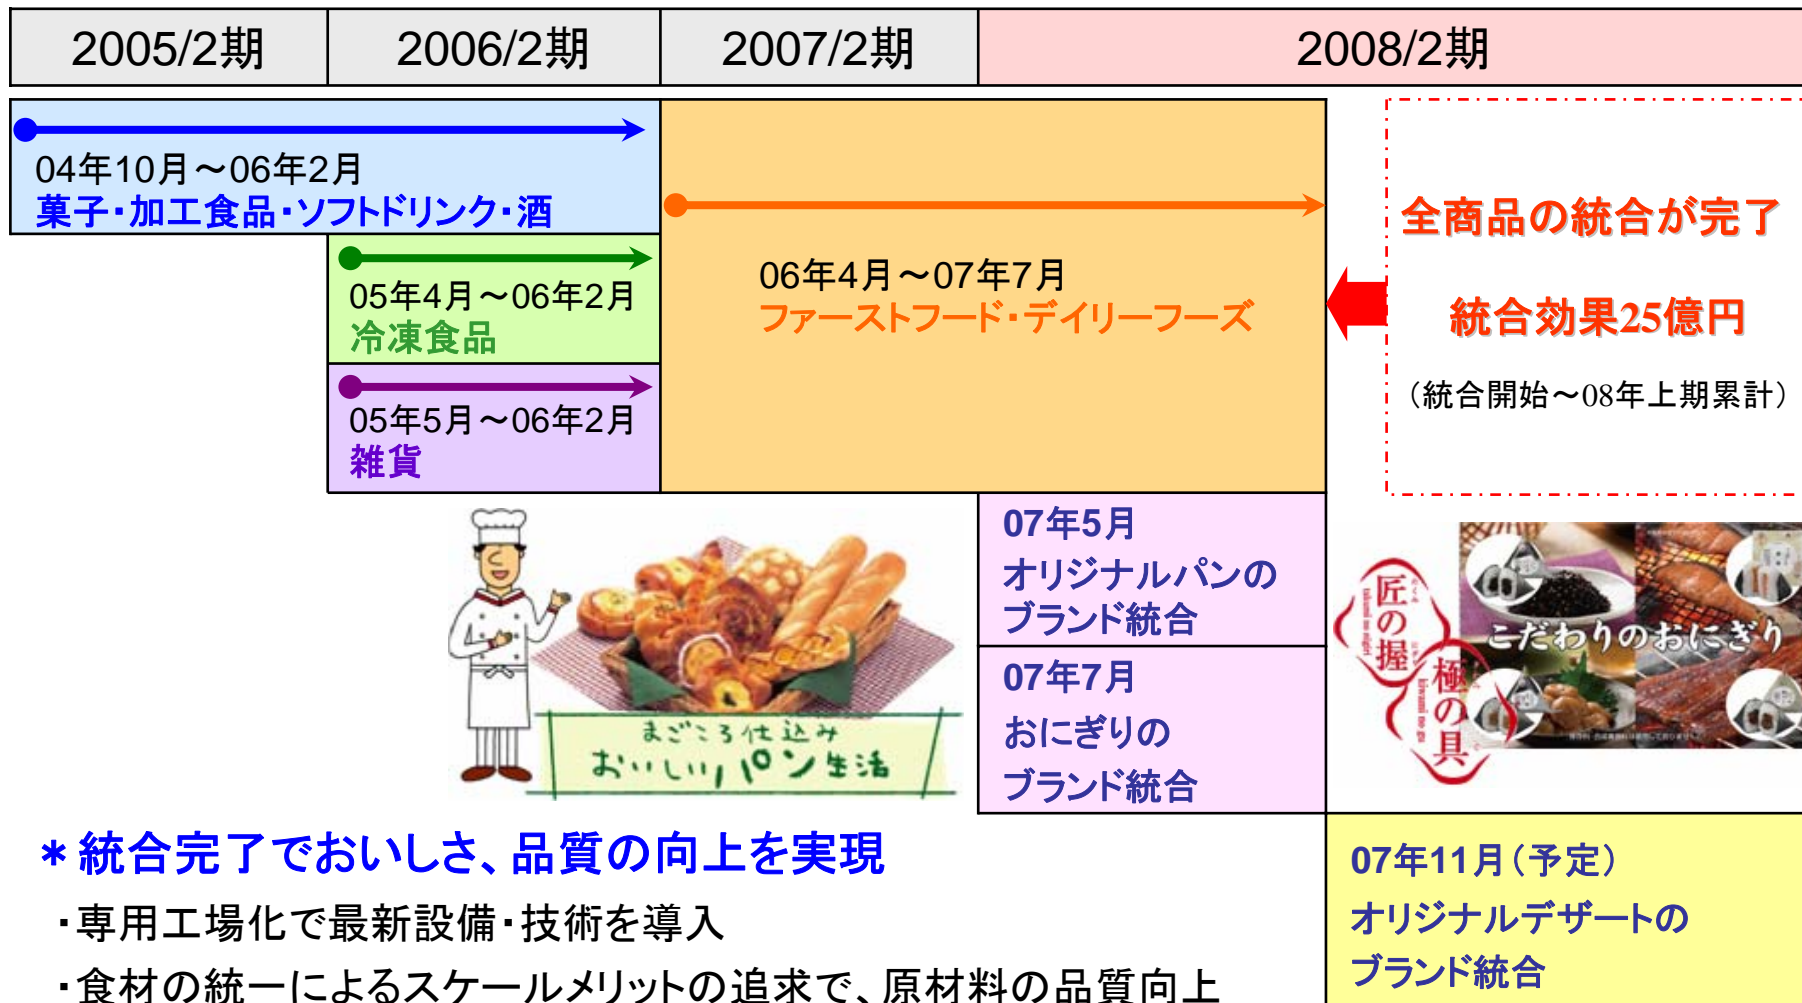 2005/2期
2006/2期
2007/2期
2008/2期
04年10月～06年2月
菓子・加工食品・ソフトドリンク・酒
05年4月～06年2月
冷凍食品
05年5月～06年2月
雑貨
06年4月～07年7月
ファーストフード・デイリーフーズ
全商品の統合が完了
統合効果25億円
（統合開始～08年上期累計）
07年5月
オリジナルパンの
ブランド統合
07年7月
おにぎりの
ブランド統合
まごころ仕込み
おいしいパン生活
匠の握
極の具
こだわりのおにぎり
07年11月（予定）
オリジナルデザートの
ブランド統合
＊統合完了でおいしさ、品質の向上を実現
・専用工場化で最新設備・技術を導入
・食材の統一によるスケールメリットの追求で、原材料の品質向上